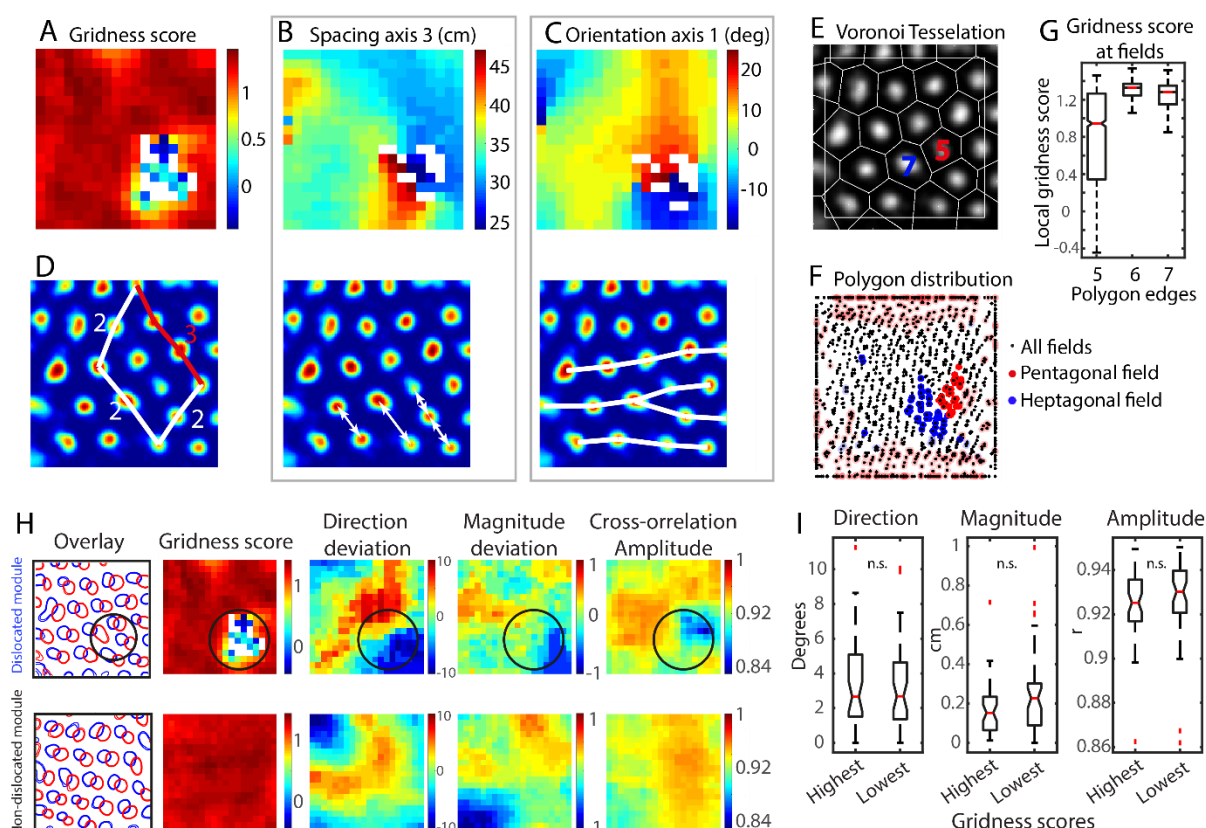 A Gridness score
1
0.5
0
B Spacing axis 3 (cm)
45
40
35
30
25
C Orientation axis 1 (deg)
20
10
0
-10
D
2
3
2
2
E Voronoi Tesselation
7
5
F Polygon distribution
All fields
Pentagonal field
Heptagonal field
G Gridness score
at fields
Local gridness score
1.2
0.8
0.4
0
-0.4
5 6 7
Polygon edges
H
Overlay
Gridness score
Direction
deviation
Magnitude
deviation
Cross-orrelation
Amplitude
Dislocated module
1
0
10
0
-10
1
0
-1
1
0.92
0.84
lon-dislocated module
1
0
10
0
-10
1
0
1
1
0.92
0.84
I Direction
Degrees
10
8
6
4
2
0
n.s.
Highest
Lowest
Magnitude
cm
1
0.8
0.6
0.4
0.2
0
n.s.
Highest
Lowest
Amplitude
r
0.94
0.92
0.9
0.88
0.86
n.s.
Highest
Lowest
Gridness scores